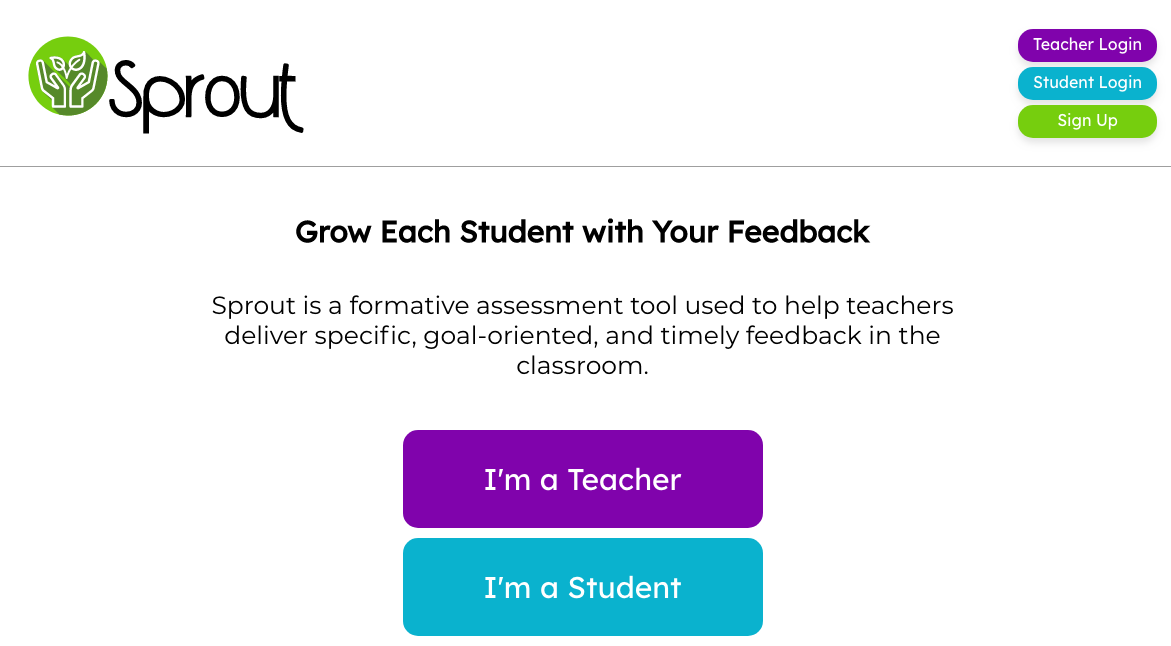 Sprout
Teacher Login
Student Login
Sign Up
Grow Each Student with Your Feedback
Sprout is a formative assessment tool used to help teachers
deliver specific, goal-oriented, and timely feedback in the
classroom.
I'm a Teacher
I'm a Student